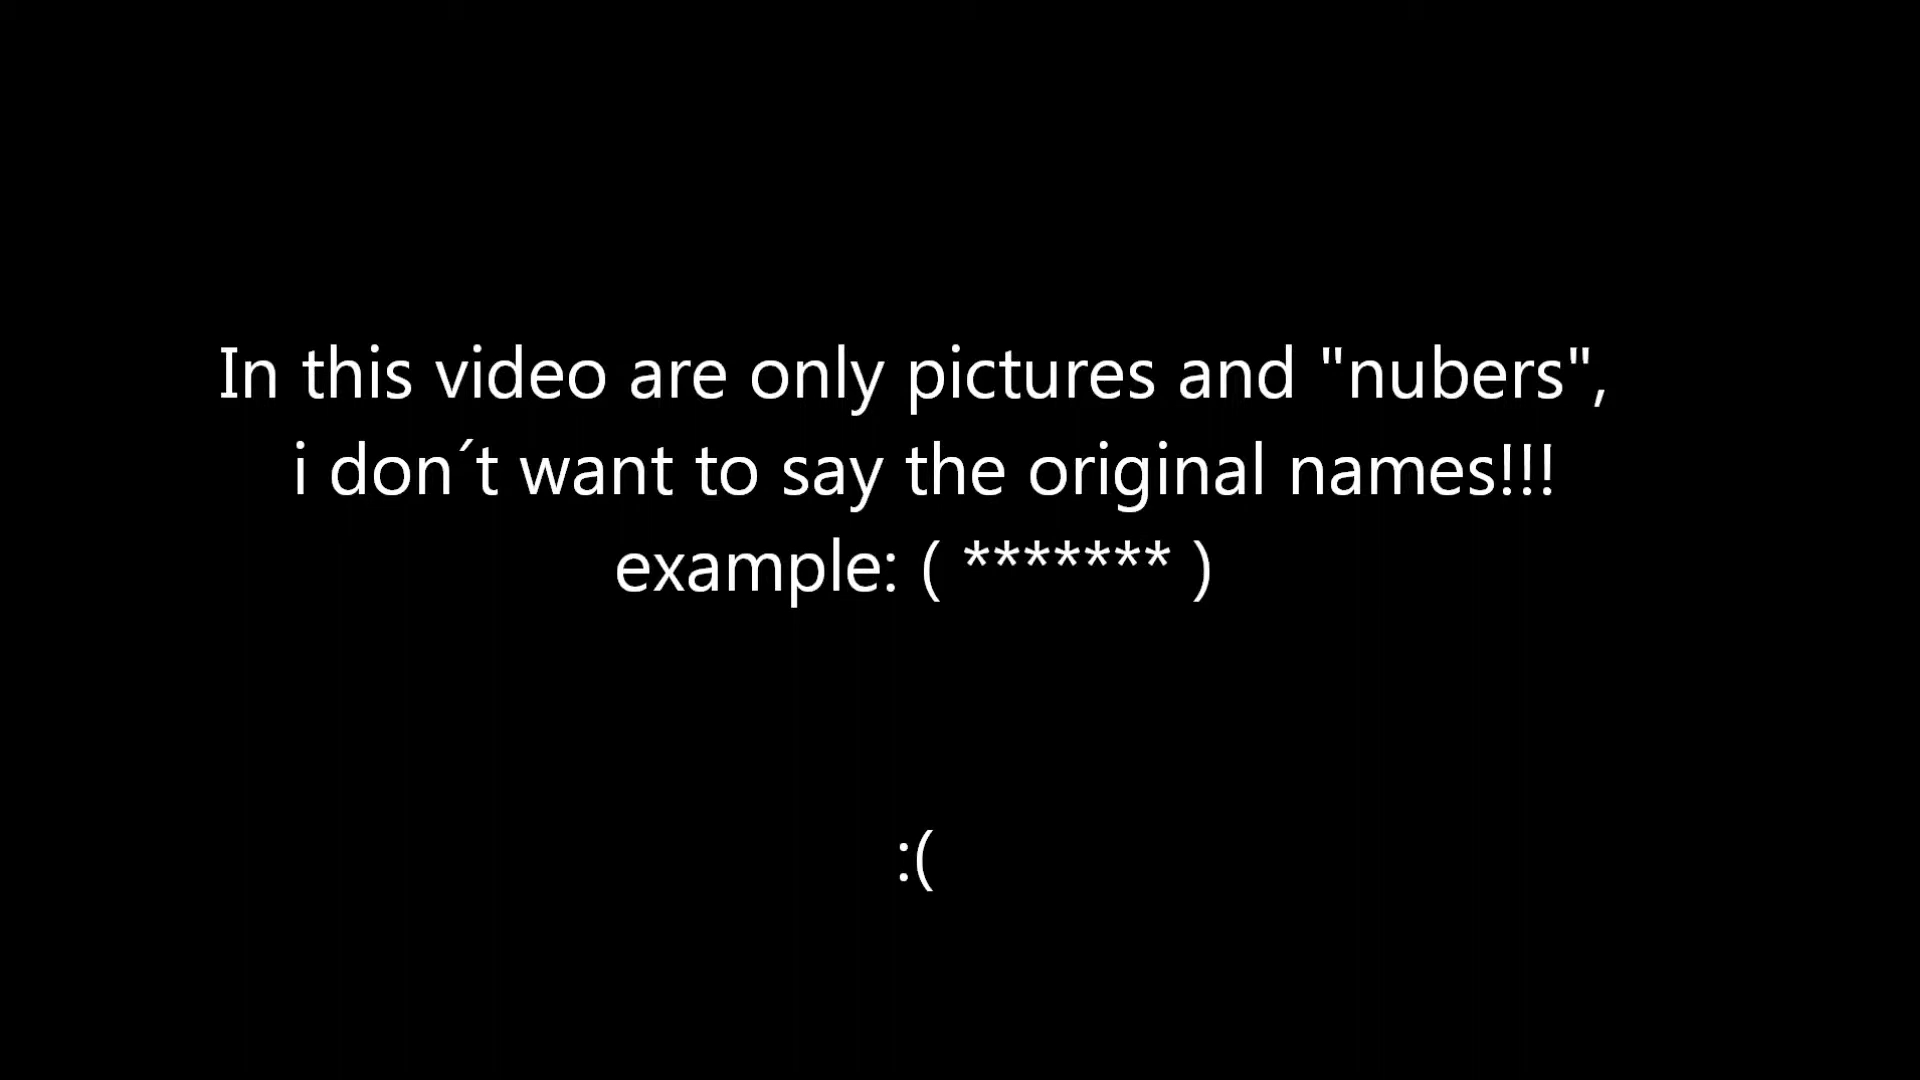 In this video are only pictures and "nubers",
i don´t want to say the original names!!!
example: ( ******* )
:(